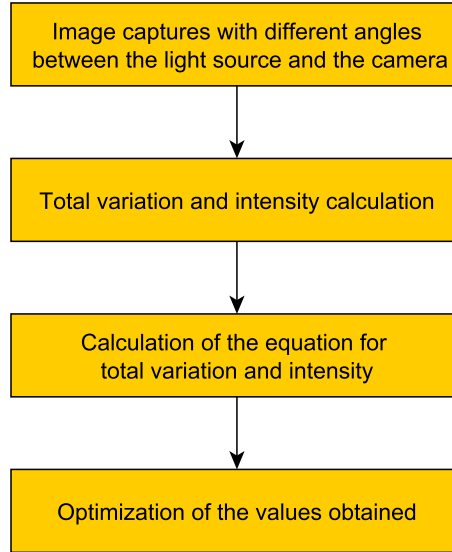 Image captures with different angles
between the light source and the camera
Total variation and intensity calculation
Calculation of the equation for
total variation and intensity
Optimization of the values obtained